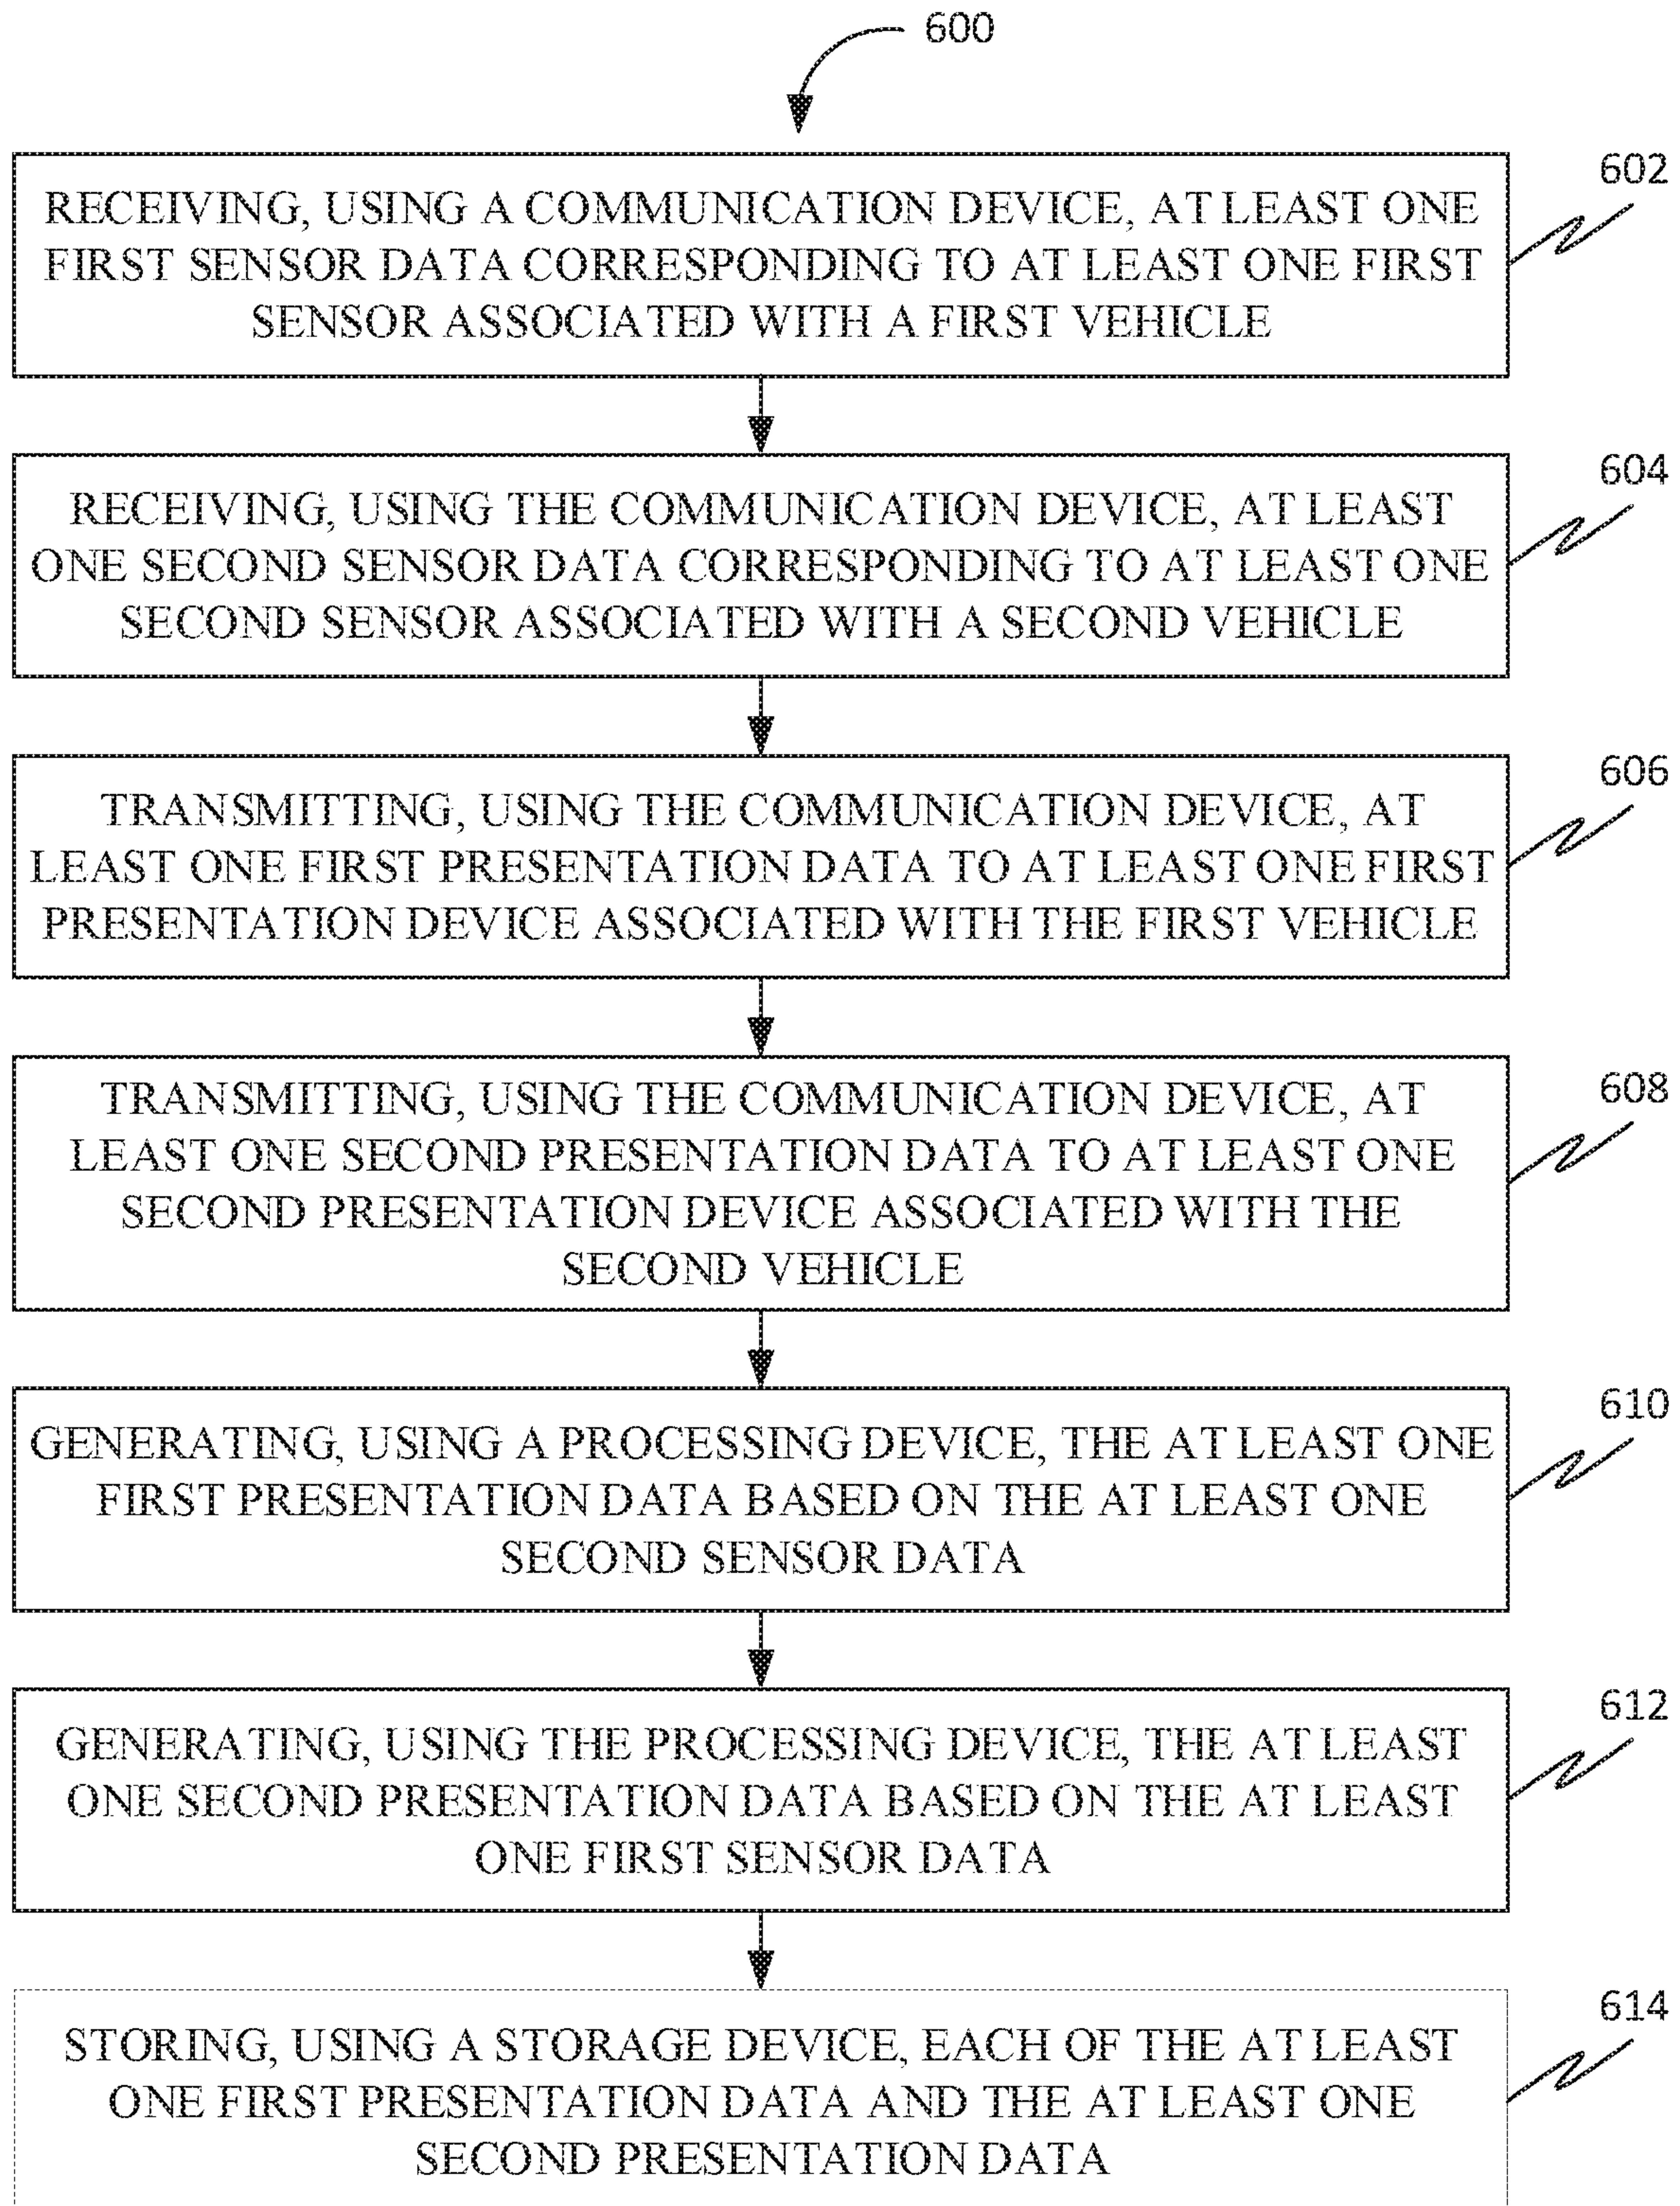 600
602
RECEIVING, USING A COMMUNICATION DEVICE, AT LEAST ONE
FIRST SENSOR DATA CORRESPONDING TO AT LEAST ONE FIRST
SENSOR ASSOCIATED WITH A FIRST VEHICLE
604
RECEIVING, USING THE COMMUNICATION DEVICE, AT LEAST
ONE SECOND SENSOR DATA CORRESPONDING TO AT LEAST ONE
SECOND SENSOR ASSOCIATED WITH A SECOND VEHICLE
606
TRANSMITTING, USING THE COMMUNICATION DEVICE, AT
LEAST ONE FIRST PRESENTATION DATA TO AT LEAST ONE FIRST
PRESENTATION DEVICE ASSOCIATED WITH THE FIRST VEHICLE
608
TRANSMITTING, USING THE COMMUNICATION DEVICE, AT
LEAST ONE SECOND PRESENTATION DATA TO AT LEAST ONE
SECOND PRESENTATION DEVICE ASSOCIATED WITH THE
SECOND VEHICLE
610
GENERATING, USING A PROCESSING DEVICE, THE AT LEAST ONE
FIRST PRESENTATION DATA BASED ON THE AT LEAST ONE
SECOND SENSOR DATA
612
GENERATING, USING THE PROCESSING DEVICE, THE AT LEAST
ONE SECOND PRESENTATION DATA BASED ON THE AT LEAST
ONE FIRST SENSOR DATA
614
STORING, USING A STORAGE DEVICE, EACH OF THE AT LEAST
ONE FIRST PRESENTATION DATA AND THE AT LEAST ONE
SECOND PRESENTATION DATA